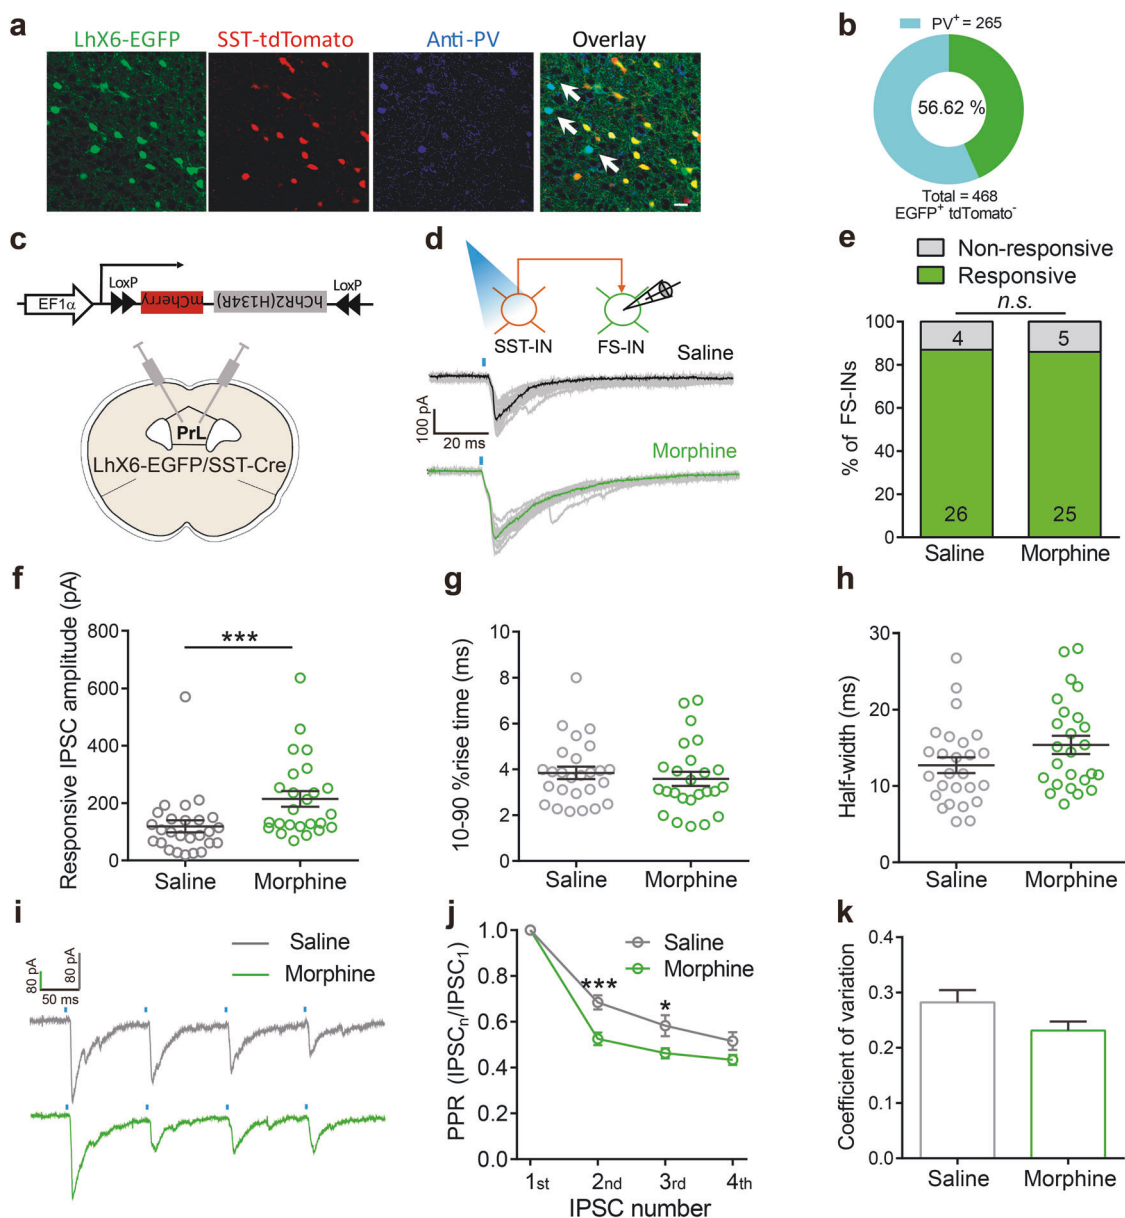 a
LhX6-EGFP
SST-tdTomato
Anti-PV
Overlay
b
PV+ = 265
56.62 %
Total = 468
EGFP+ tdTomato-
c
EF1α
LoxP
mCherry
hChR2(H134R)
LoxP
PrL
LhX6-EGFP/SST-Cre
d
SST-IN
FS-IN
Saline
100 pA
20 ms
Morphine
e
Non-responsive
Responsive
n.s.
% of FS-INs
100
80
60
40
20
0
4
5
26
25
Saline
Morphine
f
Responsive IPSC amplitude (pA)
800
600
400
200
0
***
Saline
Morphine
g
10-90 %rise time (ms)
10
8
6
4
2
0
Saline
Morphine
h
Half-width (ms)
30
20
10
0
Saline
Morphine
i
80 pA
80 pA
50 ms
Saline
Morphine
j
PPR (IPSCn/IPSC1)
1.0
0.8
0.6
0.4
0.2
0.0
Saline
Morphine
***
*
1st
2nd
3rd
4th
IPSC number
k
Coefficient of variation
0.4
0.3
0.2
0.1
0.0
Saline
Morphine